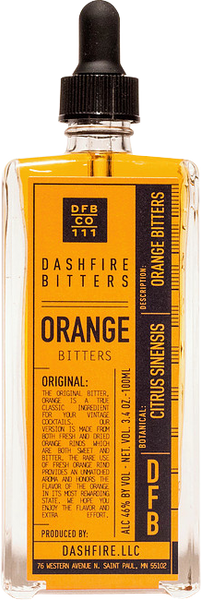 DFB
CO
111
DASHFIRE
BITTERS
ORANGE
BITTERS
ORIGINAL:
THE ORIGINAL BITTER,
ORANGE IS A TRUE
CLASSIC INGREDIENT
FOR YOUR VINTAGE
COCKTAILS. OUR
VERSION IS MADE FROM
BOTH FRESH AND DRIED
ORANGE RINDS WHICH
ARE BOTH SWEET AND
BITTER. THE RARE USE
OF FRESH ORANGE RIND
PROVIDES AN UNMATCHED
AROMA AND HONORS THE
FLAVOR OF THE ORANGE
IN ITS MOST REWARDING
STATE. WE HOPE YOU
ENJOY THE FLAVOR AND
EXTRA EFFORT.
PRODUCED BY:
DASHFIRE.LLC
76 WESTERN AVENUE N. SAINT PAUL, MN 55102
ALC 46% BY VOL - NET. VOL. 3.4 OZ.-100ML
DESCRIPTION:
ORANGE BITTERS
BOTANICAL:
CITRUS SINENSIS
DFB